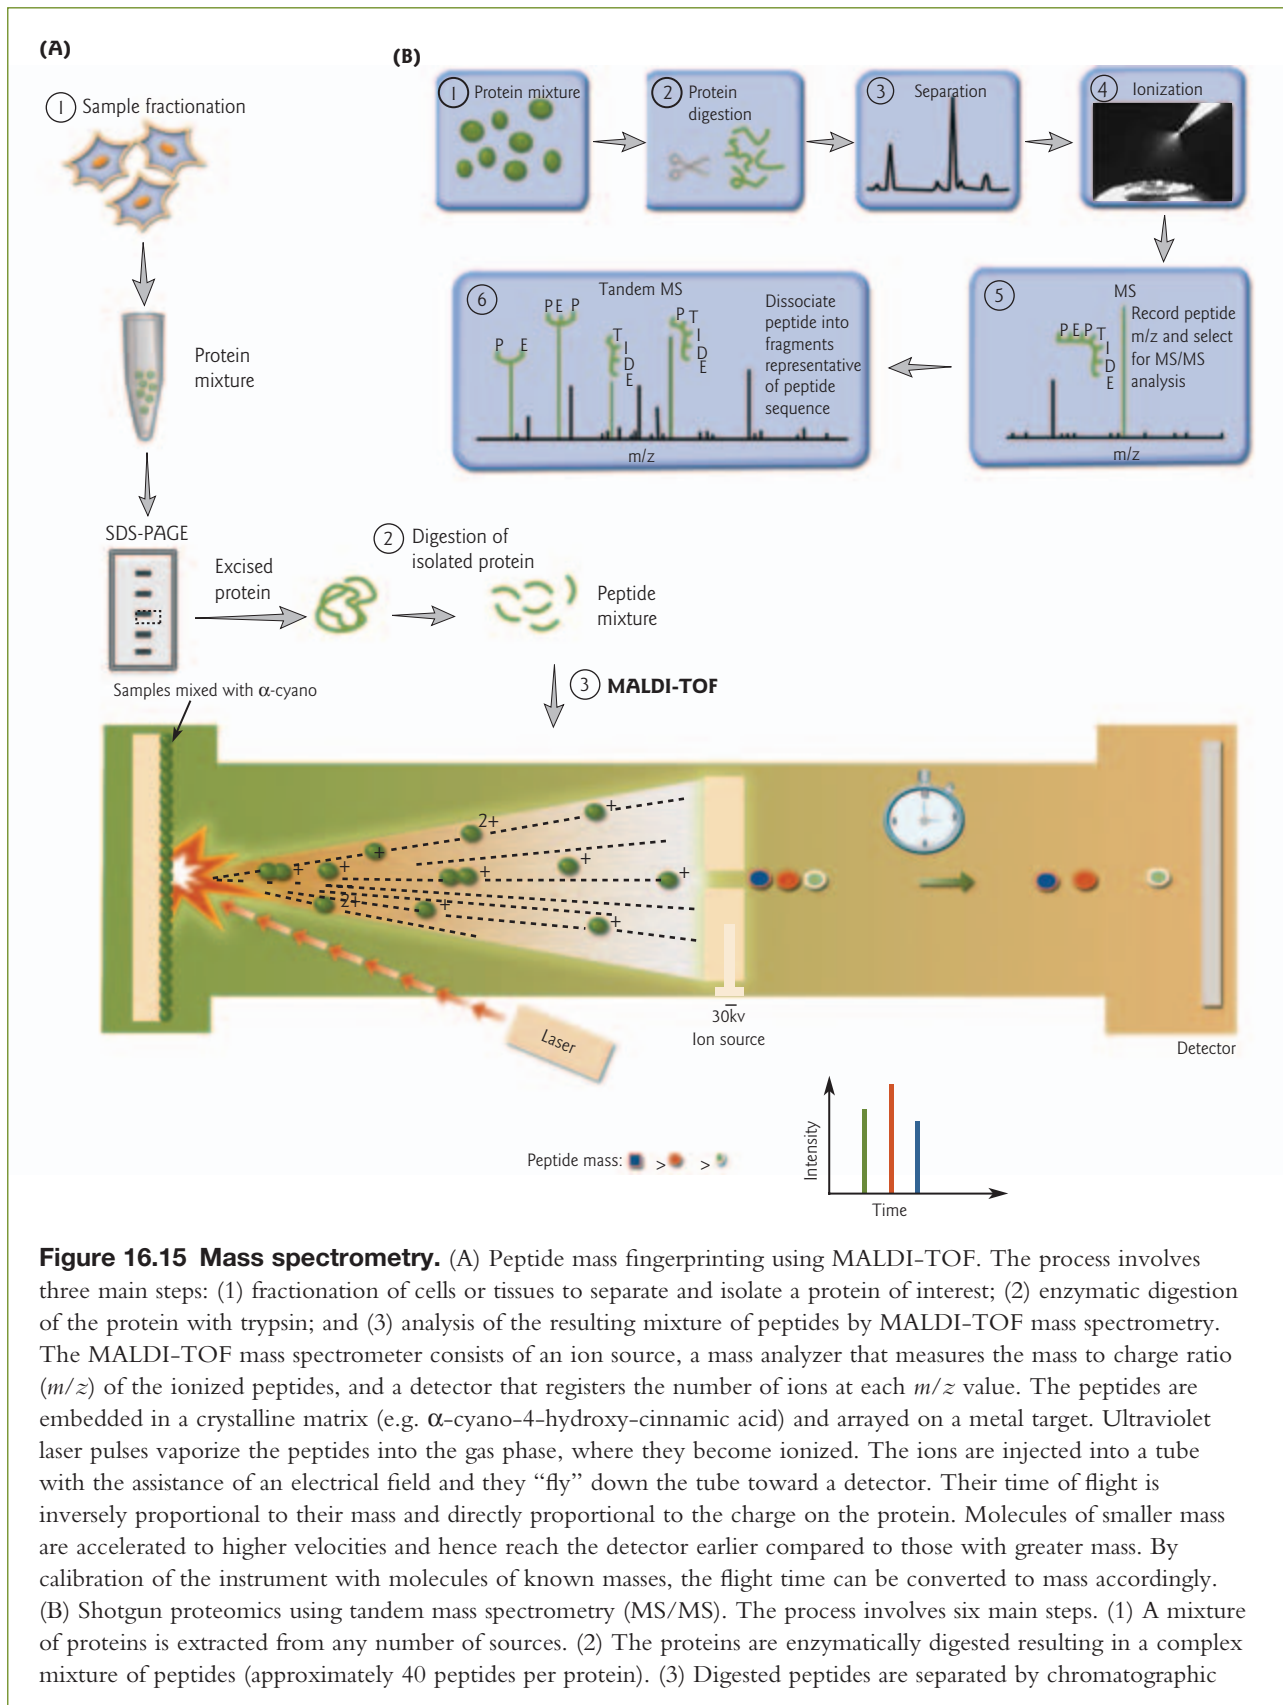 (A)
1 Sample fractionation
Protein
mixture
SDS-PAGE
Excised
protein
2 Digestion of
isolated protein
Peptide
mixture
3 MALDI-TOF
Samples mixed with α-cyano
+
2+
+
+
+
+
+
+
2+
+
+
Laser
30kv
Ion source
Detector
Peptide mass: > >
Intensity
Time
(B)
1 Protein mixture
2 Protein
digestion
3 Separation
4 Ionization
5 MS
Record peptide
m/z and select
for MS/MS
analysis
P E P T
I
D
E
m/z
6 Tandem MS
Dissociate
peptide into
fragments
representative
of peptide
sequence
P E
P E P
T
I
D
E
P T
I
D
E
m/z
Figure 16.15 Mass spectrometry. (A) Peptide mass fingerprinting using MALDI-TOF. The process involves
three main steps: (1) fractionation of cells or tissues to separate and isolate a protein of interest; (2) enzymatic digestion
of the protein with trypsin; and (3) analysis of the resulting mixture of peptides by MALDI-TOF mass spectrometry.
The MALDI-TOF mass spectrometer consists of an ion source, a mass analyzer that measures the mass to charge ratio
(m/z) of the ionized peptides, and a detector that registers the number of ions at each m/z value. The peptides are
embedded in a crystalline matrix (e.g. α-cyano-4-hydroxy-cinnamic acid) and arrayed on a metal target. Ultraviolet
laser pulses vaporize the peptides into the gas phase, where they become ionized. The ions are injected into a tube
with the assistance of an electrical field and they “fly” down the tube toward a detector. Their time of flight is
inversely proportional to their mass and directly proportional to the charge on the protein. Molecules of smaller mass
are accelerated to higher velocities and hence reach the detector earlier compared to those with greater mass. By
calibration of the instrument with molecules of known masses, the flight time can be converted to mass accordingly.
(B) Shotgun proteomics using tandem mass spectrometry (MS/MS). The process involves six main steps. (1) A mixture
of proteins is extracted from any number of sources. (2) The proteins are enzymatically digested resulting in a complex
mixture of peptides (approximately 40 peptides per protein). (3) Digested peptides are separated by chromatographic